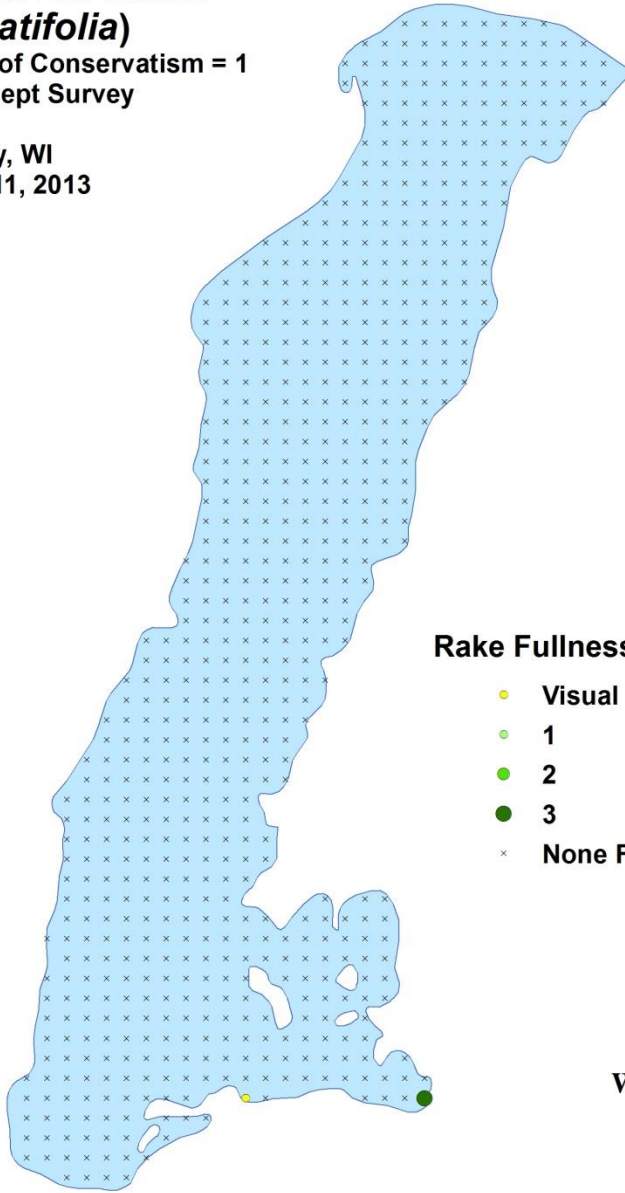 atifolia)
of Conservatism = 1
ept Survey
y, WI
11, 2013
Rake Fullness
Visual
1
2
3
None F